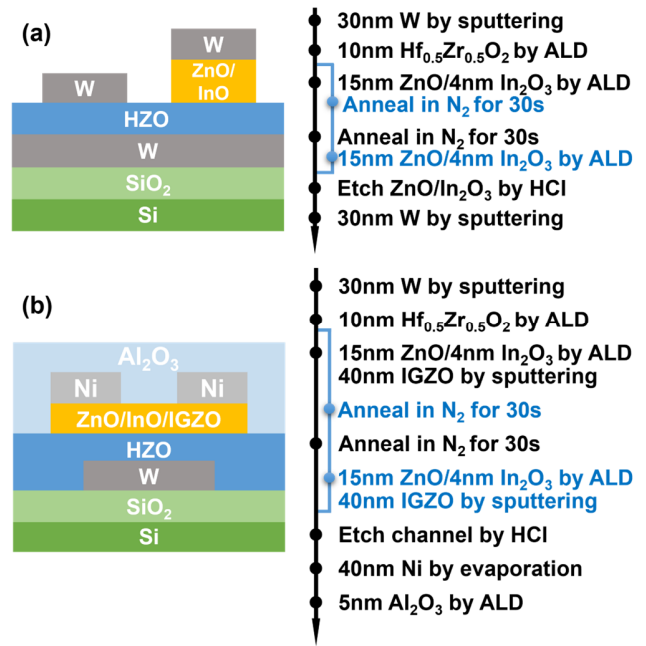 (a)
W
W
ZnO/
InO
HZO
W
SiO₂
Si
30nm W by sputtering
10nm Hf₀.₅Zr₀.₅O₂ by ALD
15nm ZnO/4nm In₂O₃ by ALD
Anneal in N₂ for 30s
Anneal in N₂ for 30s
15nm ZnO/4nm In₂O₃ by ALD
Etch ZnO/In₂O₃ by HCl
30nm W by sputtering
(b)
Al₂O₃
Ni Ni
ZnO/InO/IGZO
HZO
W
SiO₂
Si
30nm W by sputtering
10nm Hf₀.₅Zr₀.₅O₂ by ALD
15nm ZnO/4nm In₂O₃ by ALD
40nm IGZO by sputtering
Anneal in N₂ for 30s
Anneal in N₂ for 30s
15nm ZnO/4nm In₂O₃ by ALD
40nm IGZO by sputtering
Etch channel by HCl
40nm Ni by evaporation
5nm Al₂O₃ by ALD